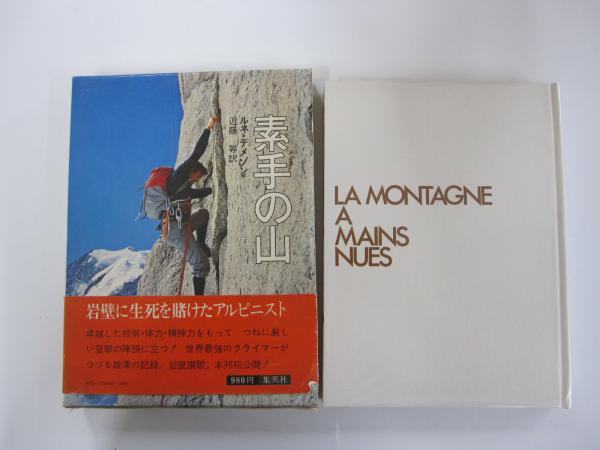 素手の山
ルネ・デメゾン著
近藤 等訳
岩壁に生死を賭けたアルピニスト
卓越した技術・体力・精神力をもって つねに厳し
い登攀の陣頭に立つ! 世界最強のクライマーが
つづる雄渾の記録。岩壁讃歌。本邦初公開!
980円 集英社
LA MONTAGNE
A
MAINS
NUES